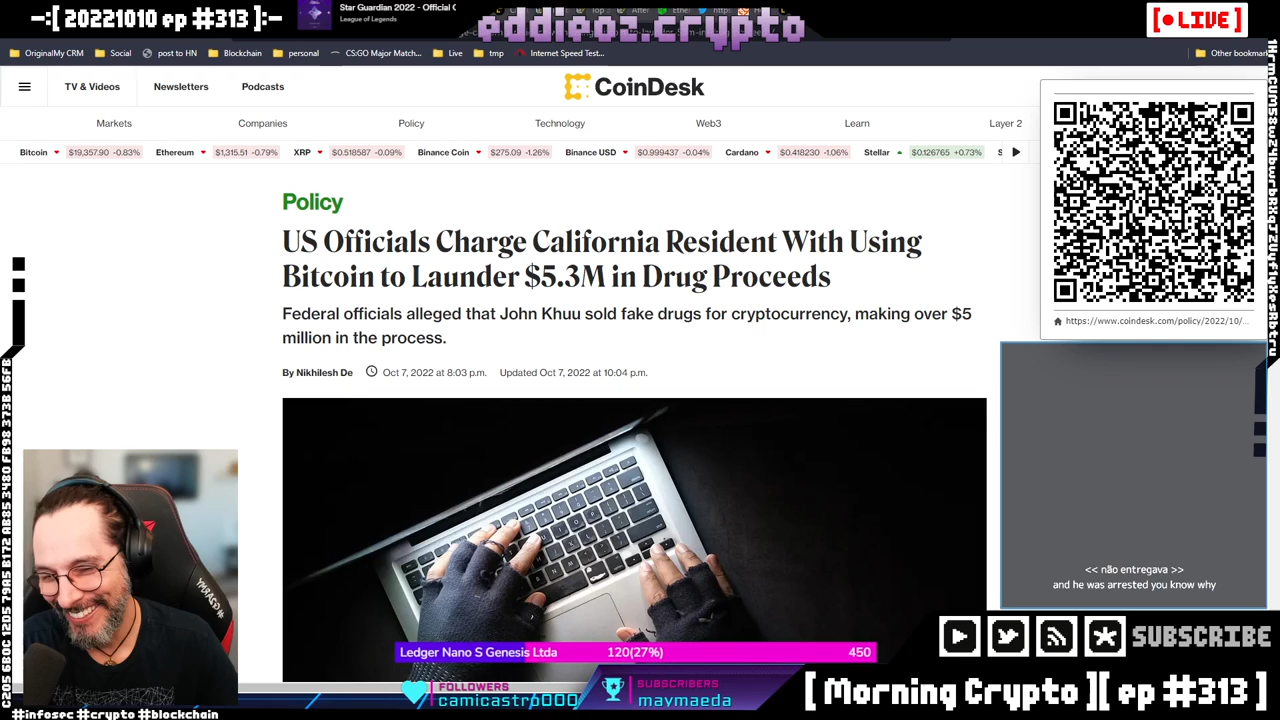 -:[ 20221010 ep #313 ]:-
Star Guardian 2022 - Official C
League of Legends
eddieoz.crypto
[● LIVE]
OriginalMy CRM
Social
post to HN
Blockchain
personal
CS:GO Major Match...
Live
tmp
Internet Speed Test...
Other bookmar
TV & Videos
Newsletters
Podcasts
CoinDesk
Markets
Companies
Policy
Technology
Web3
Learn
Layer 2
Bitcoin $19,357.90 -0.83%
Ethereum $1,315.51 -0.79%
XRP $0.518587 -0.09%
Binance Coin $275.09 -1.26%
Binance USD $0.999437 -0.04%
Cardano $0.418230 -1.06%
Stellar $0.126765 +0.73%
Policy
US Officials Charge California Resident With Using
Bitcoin to Launder $5.3M in Drug Proceeds
Federal officials alleged that John Khuu sold fake drugs for cryptocurrency, making over $5
million in the process.
By Nikhilesh De
Oct 7, 2022 at 8:03 p.m.
Updated Oct 7, 2022 at 10:04 p.m.
https://www.coindesk.com/policy/2022/10/...
<< não entregava >>
and he was arrested you know why
Ledger Nano S Genesis Ltda
120(27%)
450
FOLLOWERS
camicastro6000
SUBSCRIBERS
maymaeda
SUBSCRIBE
[ Morning Crypto ][ ep #313 ]
#infosec #crypto #blockchain